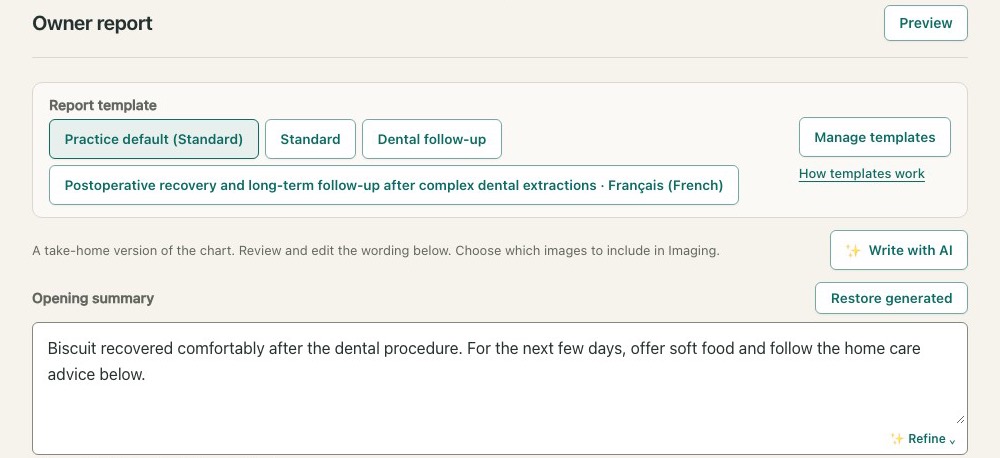 Owner report
Preview
Report template
Practice default (Standard)
Standard
Dental follow-up
Manage templates
Postoperative recovery and long-term follow-up after complex dental extractions · Français (French)
How templates work
A take-home version of the chart. Review and edit the wording below. Choose which images to include in Imaging.
✨ Write with AI
Opening summary
Restore generated
Biscuit recovered comfortably after the dental procedure. For the next few days, offer soft food and follow the home care
advice below.
✨ Refine